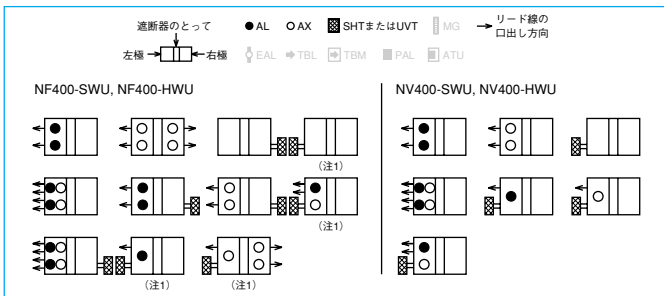 遮断器のとって
AL
AX
SHTまたはUVT
MG
リード線の
口出し方向
左極
右極
EAL
TBL
TBM
PAL
ATU
NF400-SWU, NF400-HWU
NV400-SWU, NV400-HWU
(注1)
(注1)
(注1)
(注1)